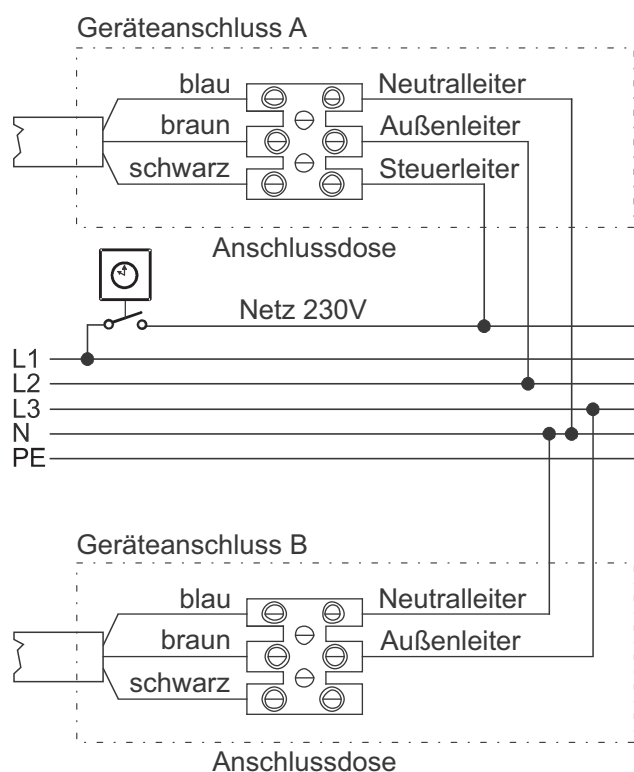 Geräteanschluss A
blau Neutralleiter
braun Außenleiter
schwarz Steuerleiter
Anschlussdose
Netz 230V
L1
L2
L3
N
PE
Geräteanschluss B
blau Neutralleiter
braun Außenleiter
schwarz
Anschlussdose